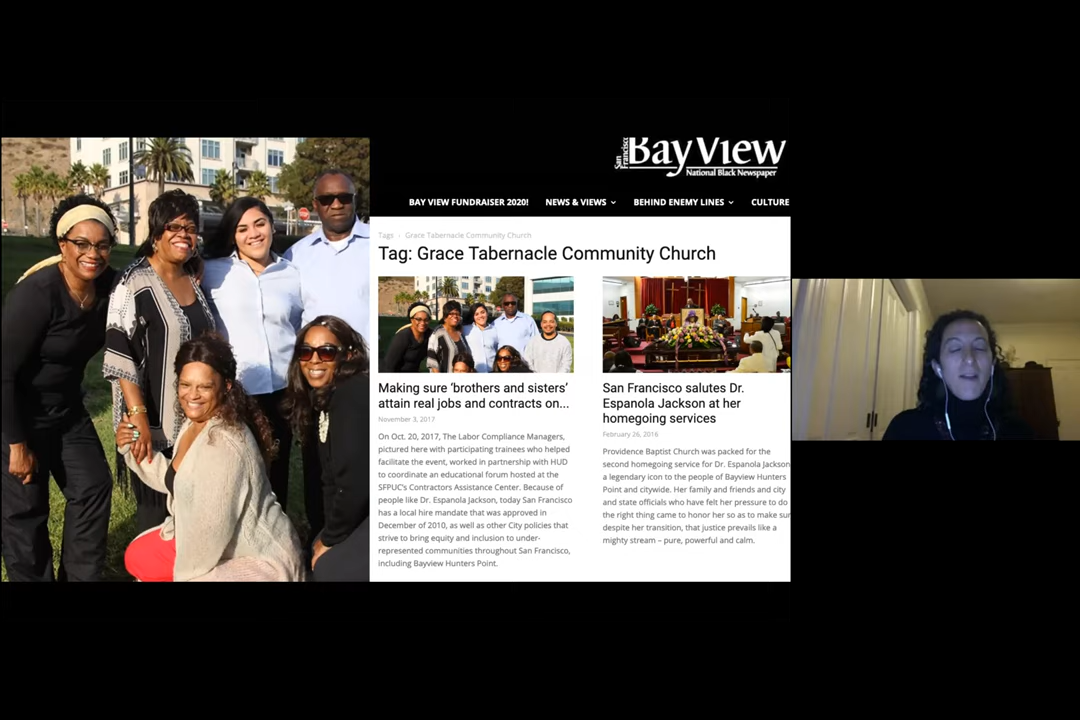 San Francisco
BayView
National Black Newspaper
BAY VIEW FUNDRAISER 2020! NEWS & VIEWS BEHIND ENEMY LINES CULTURE
Tags › Grace Tabernacle Community Church
Tag: Grace Tabernacle Community Church
Making sure ‘brothers and sisters’
attain real jobs and contracts on...
November 3, 2017
On Oct. 20, 2017, The Labor Compliance Managers,
pictured here with participating trainees who helped
facilitate the event, worked in partnership with HUD
to coordinate an educational forum hosted at the
SFPUC’s Contractors Assistance Center. Because of
people like Dr. Espanola Jackson, today San Francisco
has a local hire mandate that was approved in
December of 2010, as well as other City policies that
strive to bring equity and inclusion to under-
represented communities throughout San Francisco,
including Bayview Hunters Point.
San Francisco salutes Dr.
Espanola Jackson at her
homegoing services
February 26, 2016
Providence Baptist Church was packed for the
second homegoing service for Dr. Espanola Jackson
a legendary icon to the people of Bayview Hunters
Point and citywide. Her family and friends and city
and state officials who have felt her pressure to do
the right thing came to honor her so as to make sur
despite her transition, that justice prevails like a
mighty stream – pure, powerful and calm.